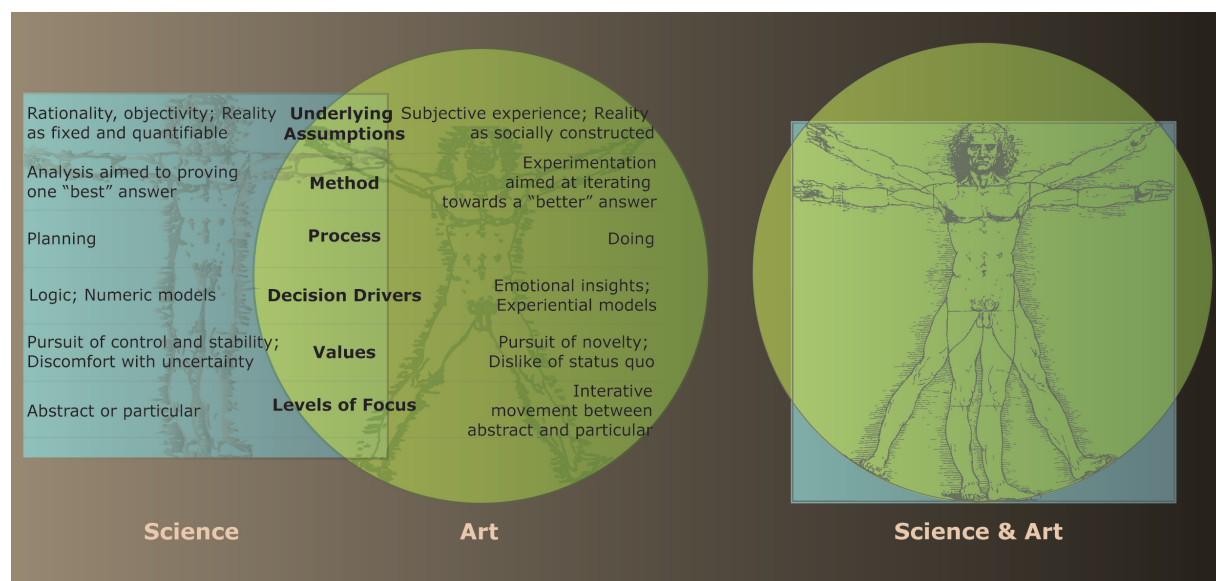 Rationality, objectivity; Reality
as fixed and quantifiable
Underlying
Assumptions
Subjective experience; Reality
as socially constructed
Analysis aimed to proving
one “best” answer
Method
Experimentation
aimed at iterating
towards a “better” answer
Planning
Process
Doing
Logic; Numeric models
Decision Drivers
Emotional insights;
Experiential models
Pursuit of control and stability;
Discomfort with uncertainty
Values
Pursuit of novelty;
Dislike of status quo
Abstract or particular
Levels of Focus
Interative
movement between
abstract and particular
Science
Art
Science & Art